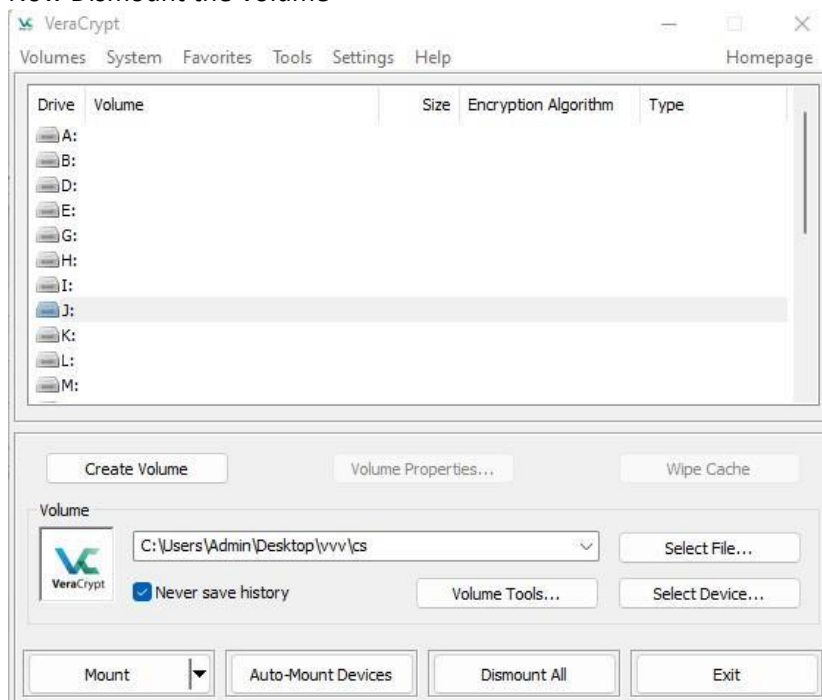 Now Dismount the Volume
VeraCrypt
Volumes System Favorites Tools Settings Help Homepage
Drive Volume Size Encryption Algorithm Type
A:
B:
D:
E:
G:
H:
I:
J:
K:
L:
M:
Create Volume Volume Properties... Wipe Cache
Volume
C:\Users\Admin\Desktop\vvv\cs Select File...
VeraCrypt Never save history Volume Tools... Select Device...
Mount Auto-Mount Devices Dismount All Exit